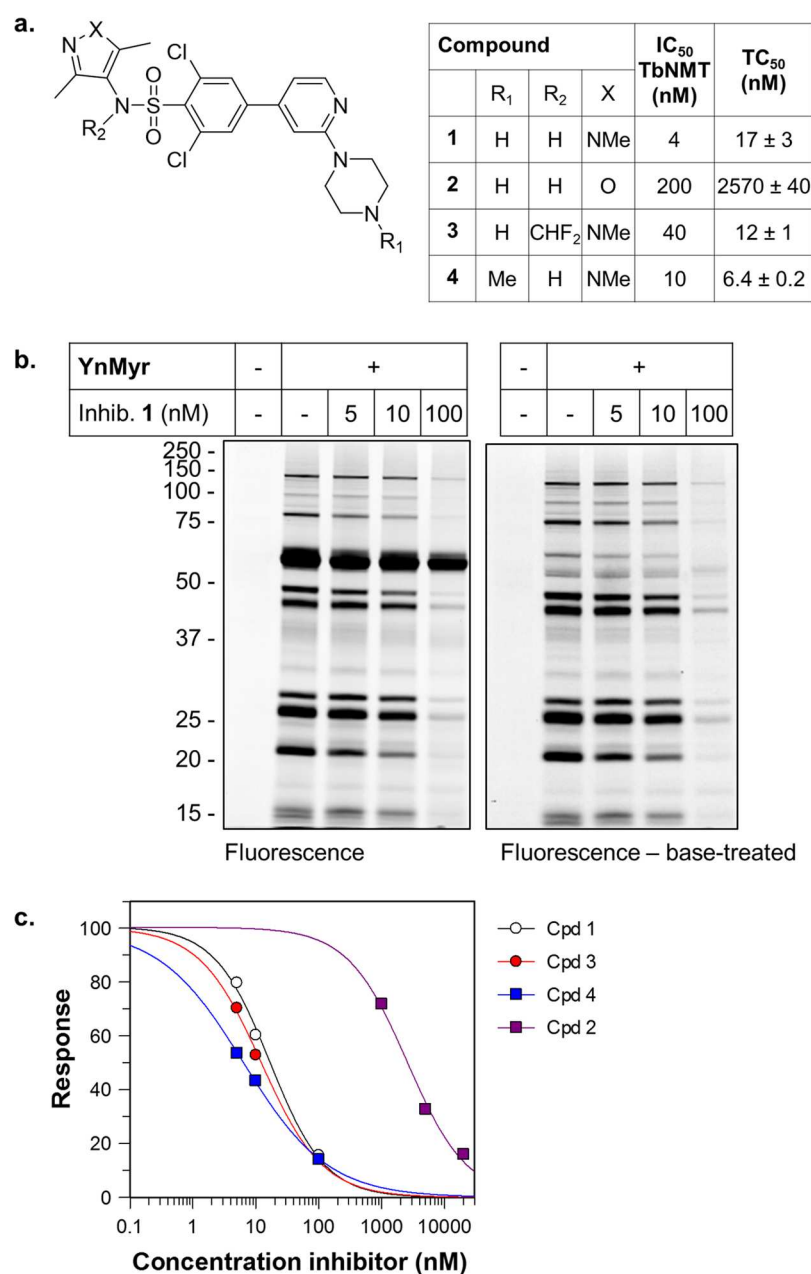 a.
X
N
N
R2
O
S
O
Cl
Cl
N
N
N
R1
Compound IC50 TbNMT (nM) TC50 (nM)
R1 R2 X
1 H H NMe 4 17 ± 3
2 H H O 200 2570 ± 40
3 H CHF2 NMe 40 12 ± 1
4 Me H NMe 10 6.4 ± 0.2
b.
YnMyr - + - +
Inhib. 1 (nM) - - 5 10 100 - - 5 10 100
250 -
150 -
100 -
75 -
50 -
37 -
25 -
20 -
15 -
Fluorescence
Fluorescence – base-treated
c.
Response
100
80
60
40
20
0
0.1 1 10 100 1000 10000
Concentration inhibitor (nM)
Cpd 1
Cpd 3
Cpd 4
Cpd 2